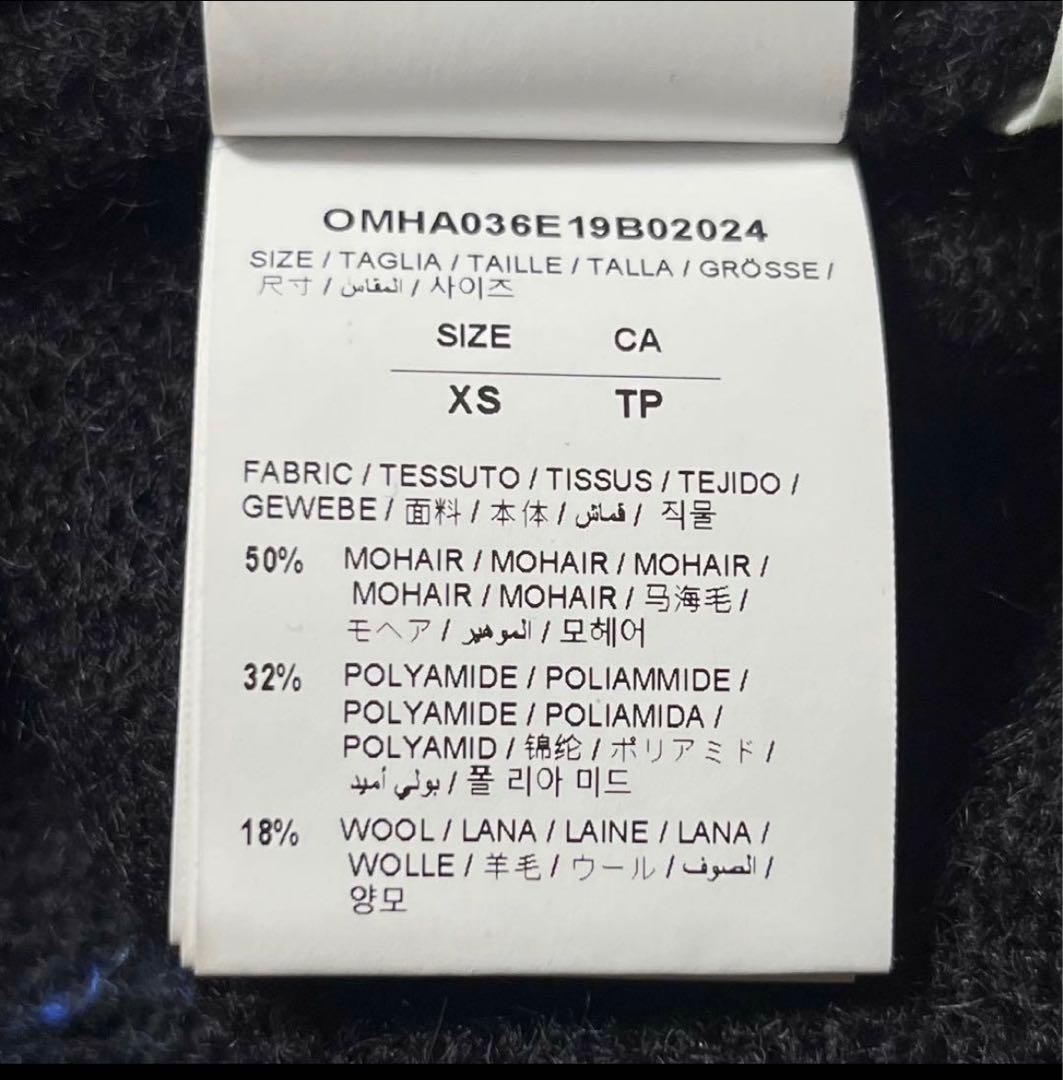 OMHA036E19B02024
SIZE / TAGLIA / TAILLE / TALLA / GRÖSSE /
尺寸 / المقاس / 사이즈
SIZE CA
XS TP
FABRIC / TESSUTO / TISSUS / TEJIDO /
GEWEBE / 面料 / 本体 / قماش / 직물
50% MOHAIR / MOHAIR / MOHAIR /
MOHAIR / MOHAIR / 马海毛 /
モヘア / الموهير / 모헤어
32% POLYAMIDE / POLIAMMIDE /
POLYAMIDE / POLIAMIDA /
POLYAMID / 锦纶 / ポリアミド /
بولي أميد / 폴 리아 미드
18% WOOL / LANA / LAINE / LANA /
WOLLE / 羊毛 / ウール / الصوف /
양모